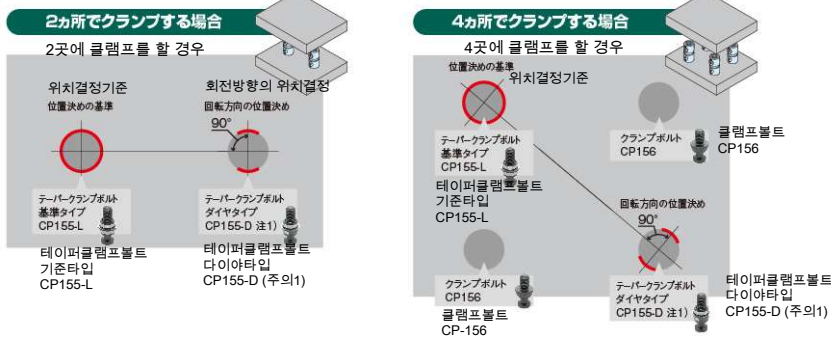 2ヵ所でクランプする場合
2곳에 클램프를 할 경우
위치결정기준
位置決めの基準
회전방향의 위치결정
回転方向の位置決め
90°
テーパークランプボルト
基準タイプ
CP155-L
테이퍼클램프볼트
기준타입
CP155-L
テーパークランプボルト
ダイヤタイプ
CP155-D 注1)
테이퍼클램프볼트
다이야타입
CP155-D (주의1)
4ヵ所でクランプする場合
4곳에 클램프를 할 경우
位置決めの基準
위치결정기준
テーパークランプボルト
基準タイプ
CP155-L
테이퍼클램프볼트
기준타입
CP155-L
クランプボルト
CP156
클램프볼트
CP156
回転方向の位置決め
90°
クランプボルト
CP156
클램프볼트
CP-156
テーパークランプボルト
ダイヤタイプ
CP155-D 注1)
테이퍼클램프볼트
다이야타입
CP155-D (주의1)